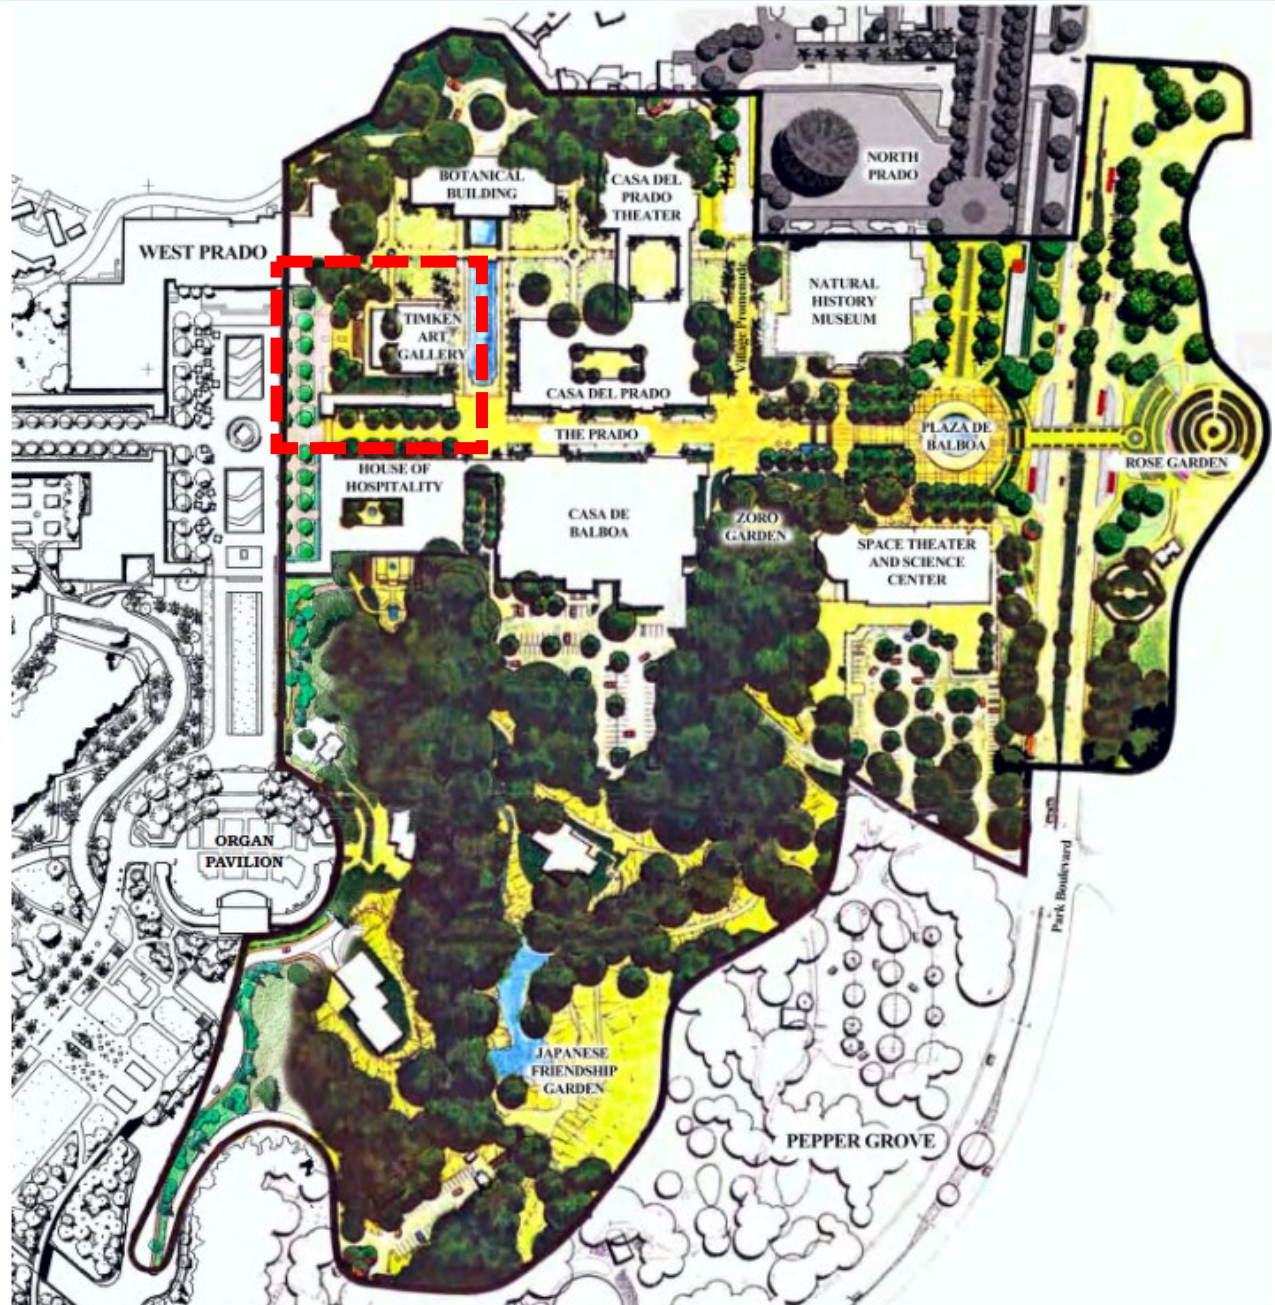 BOTANICAL
BUILDING
CASA DEL
PRADO
THEATER
NORTH
PRADO
WEST PRADO
TIMKEN
ART
GALLERY
NATURAL
HISTORY
MUSEUM
Village Promenade
CASA DEL PRADO
THE PRADO
PLAZA DE
BALBOA
ROSE GARDEN
HOUSE OF
HOSPITALITY
CASA DE
BALBOA
ZORO
GARDEN
SPACE THEATER
AND SCIENCE
CENTER
ORGAN
PAVILION
Park Boulevard
JAPANESE
FRIENDSHIP
GARDEN
PEPPER GROVE